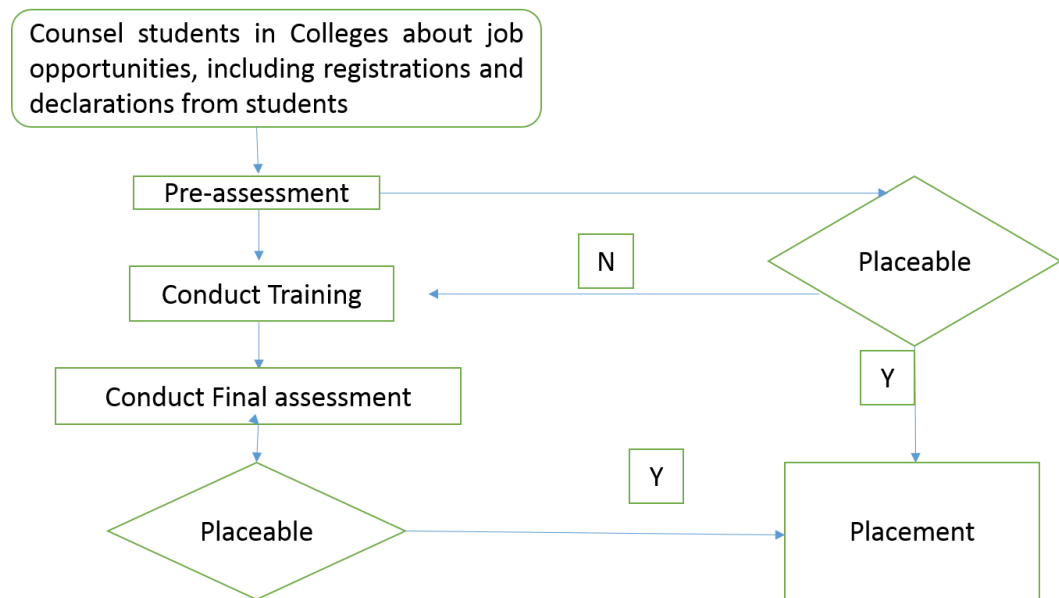 Counsel students in Colleges about job
opportunities, including registrations and
declarations from students
Pre-assessment
N
Placeable
Conduct Training
Y
Conduct Final assessment
Y
Placeable
Placement